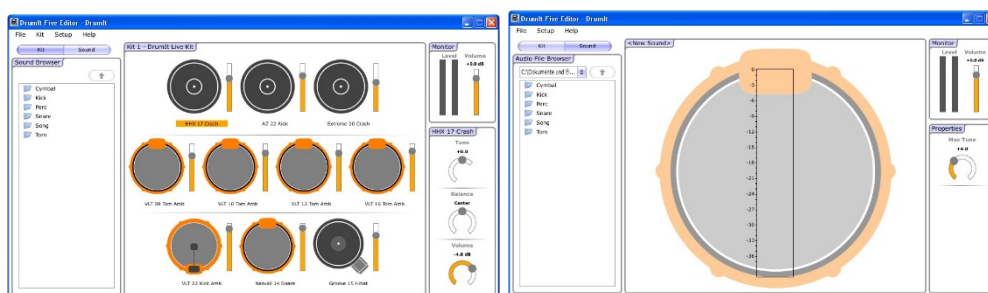 DrumIt Five Editor - DrumIt
File Kit Setup Help
Kit Sound
Sound Browser
Cymbal
Kick
Perc
Snare
Song
Tom
Kit 1 - DrumIt Live Kit
HHX 17 Crash
AZ 22 Ride
Extreme 20 Crash
VLT 08 Tom Amb
VLT 10 Tom Amb
VLT 12 Tom Amb
VLT 22 Kick Amb
14 Snare
Groove 15 Hihat
Monitor
Level Volume
+0.0 dB
HHX 17 Crash
Tune
+0.0
Balance
Center
Volume
-4.8 dB
DrumIt Five Editor - DrumIt
File Setup Help
Kit Sound
Audio File Browser
C:\Dokumente und E...
Cymbal
Kick
Perc
Snare
Song
Tom
<New Sound>
0
-3
-6
-9
-12
-15
-18
-21
-24
-27
-30
-33
-36
Monitor
Level Volume
+0.0 dB
Properties
Max Tune
+4.0